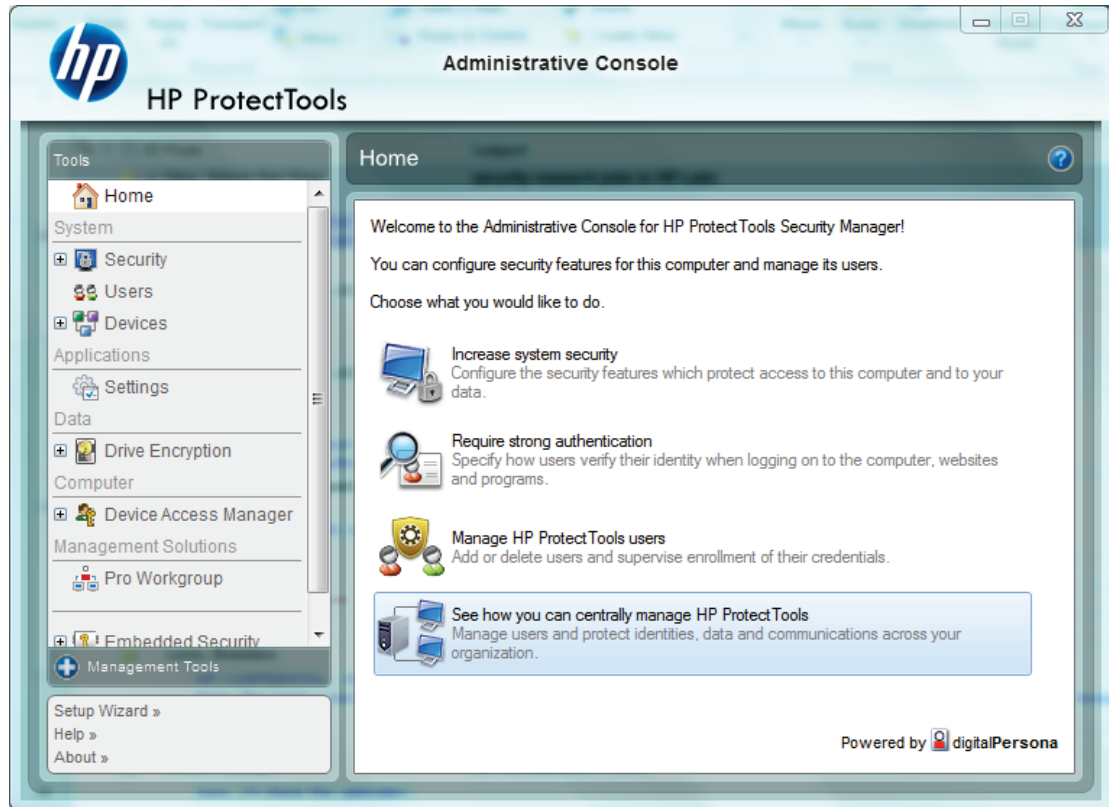 hp
Administrative Console
HP ProtectTools
Tools
Home
System
Security
Users
Devices
Applications
Settings
Data
Drive Encryption
Computer
Device Access Manager
Management Solutions
Pro Workgroup
Embedded Security
Management Tools
Setup Wizard »
Help »
About »
Home
Welcome to the Administrative Console for HP ProtectTools Security Manager!
You can configure security features for this computer and manage its users.
Choose what you would like to do.
Increase system security
Configure the security features which protect access to this computer and to your
data.
Require strong authentication
Specify how users verify their identity when logging on to the computer, websites
and programs.
Manage HP ProtectTools users
Add or delete users and supervise enrollment of their credentials.
See how you can centrally manage HP ProtectTools
Manage users and protect identities, data and communications across your
organization.
Powered by digitalPersona